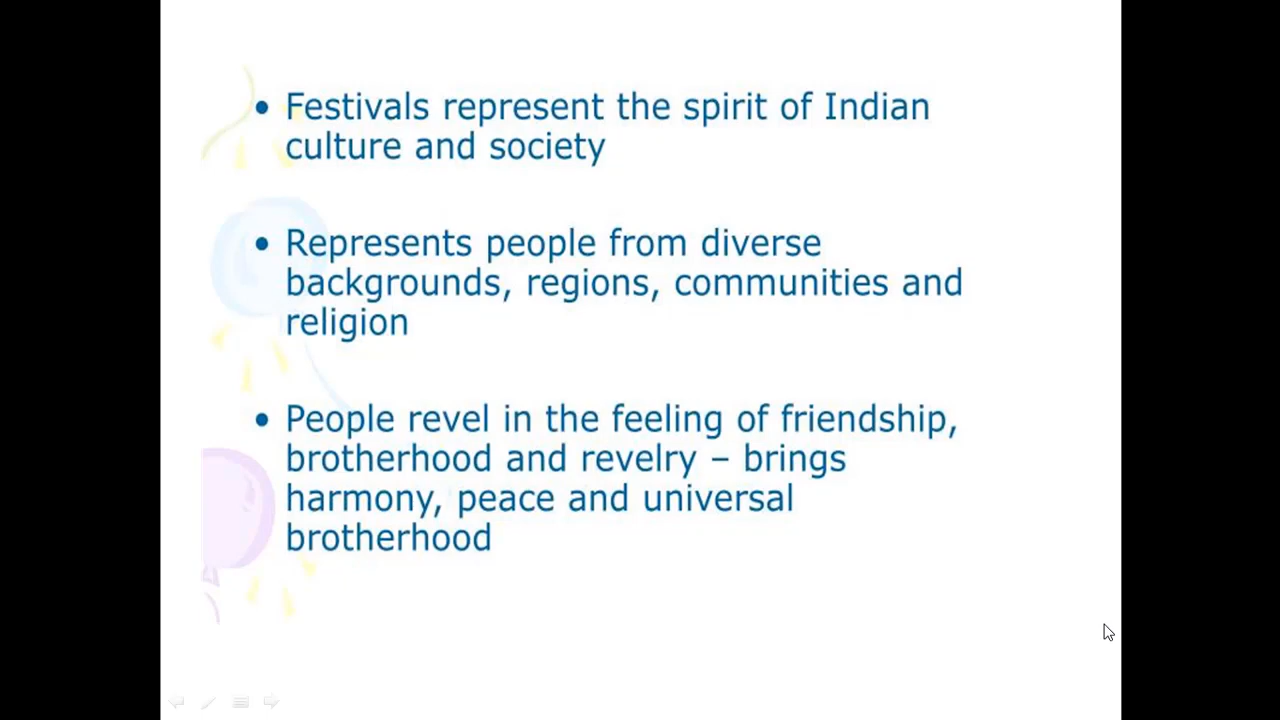 • Festivals represent the spirit of Indian
culture and society
• Represents people from diverse
backgrounds, regions, communities and
religion
• People revel in the feeling of friendship,
brotherhood and revelry – brings
harmony, peace and universal
brotherhood